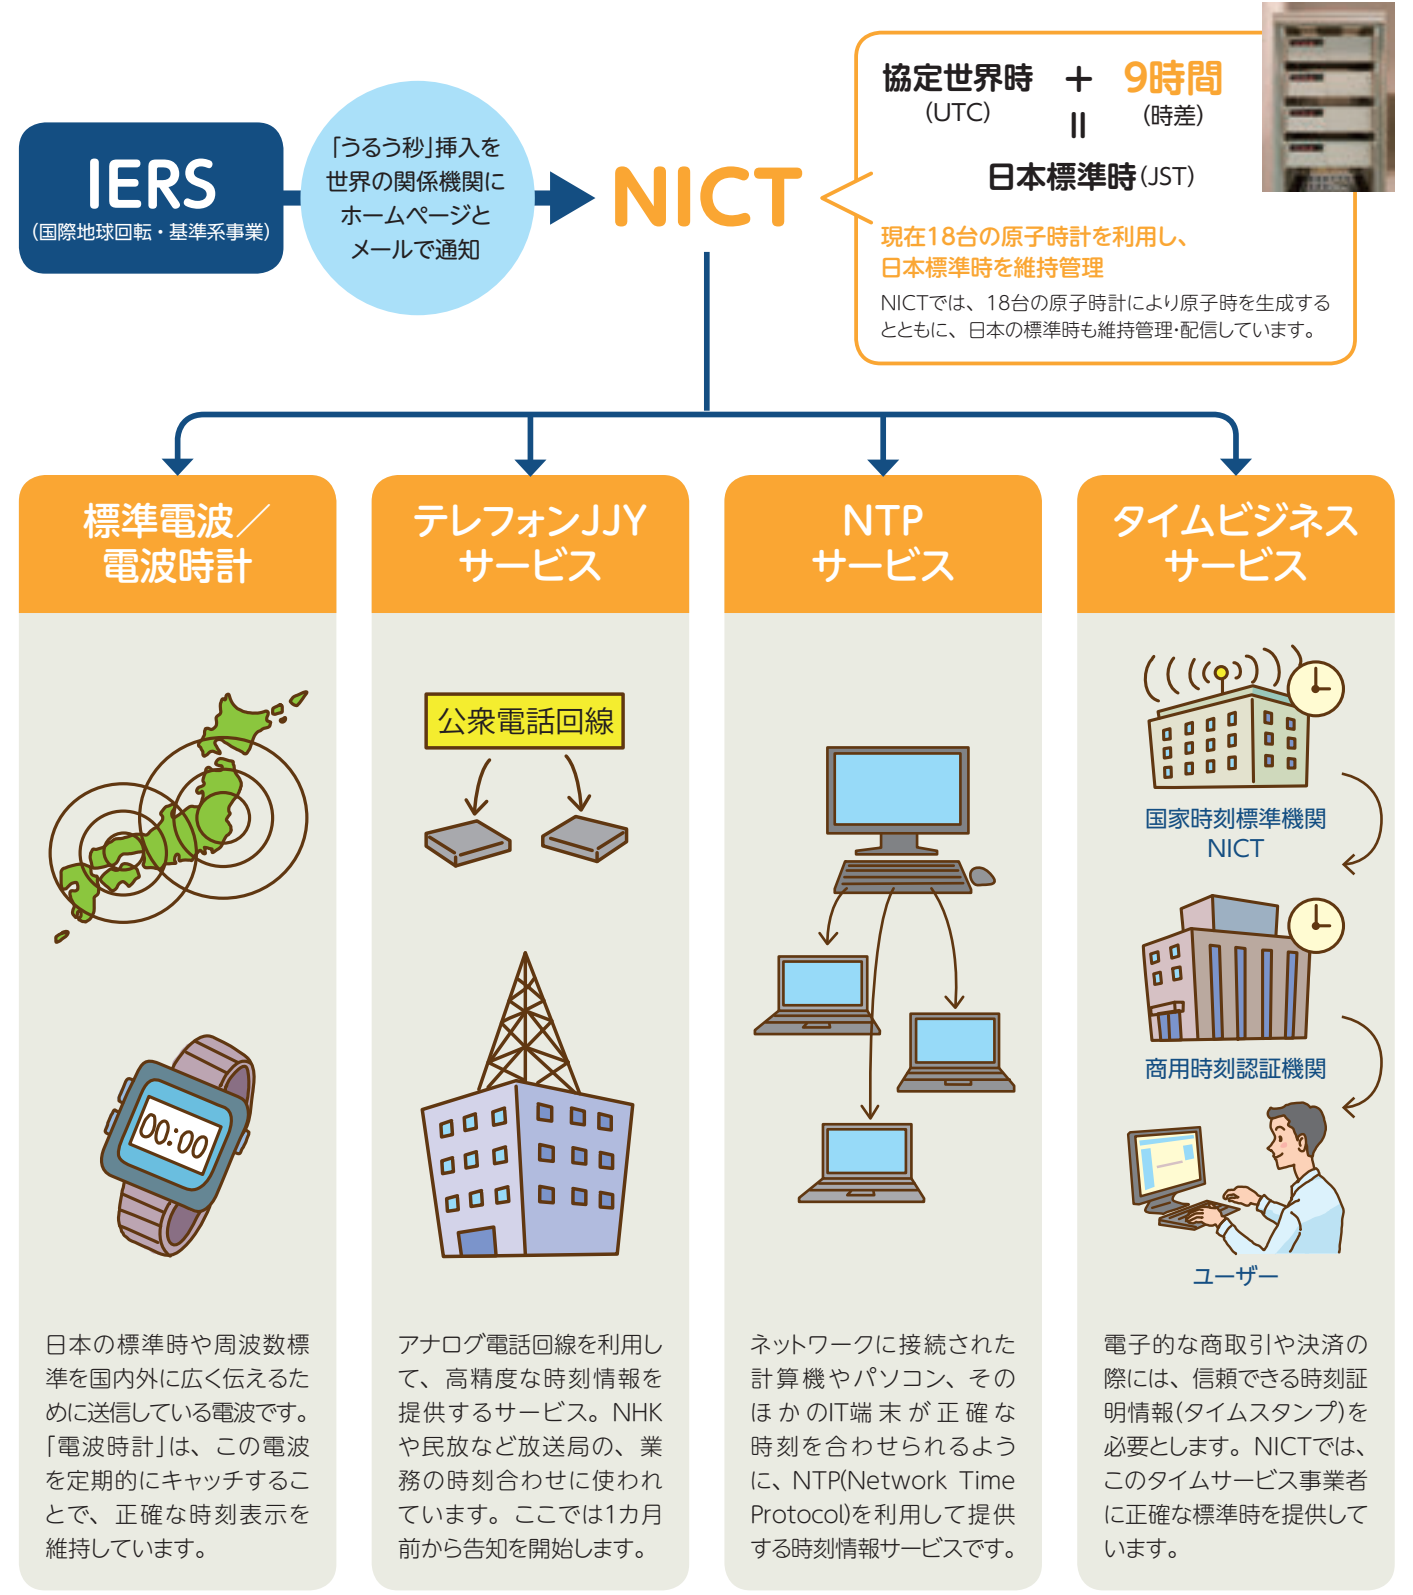 IERS
(国際地球回転・基準系事業)
「うるう秒」挿入を
世界の関係機関に
ホームページと
メールで通知
NICT
協定世界時 + 9時間
(UTC) (時差)
=
日本標準時(JST)
現在18台の原子時計を利用し、
日本標準時を維持管理
NICTでは、18台の原子時計により原子時を生成する
とともに、日本の標準時も維持管理・配信しています。
標準電波／
電波時計
00:00
日本の標準時や周波数標
準を国内外に広く伝えるた
めに送信している電波です。
「電波時計」は、この電波
を定期的にキャッチするこ
とで、正確な時刻表示を
維持しています。
テレフォンJJY
サービス
公衆電話回線
アナログ電話回線を利用し
て、高精度な時刻情報を
提供するサービス。NHK
や民放など放送局の、業
務の時刻合わせに使われ
ています。ここでは1カ月
前から告知を開始します。
NTP
サービス
ネットワークに接続された
計算機やパソコン、その
ほかのIT端末が正確な
時刻を合わせられるよう
に、NTP(Network Time
Protocol)を利用して提供
する時刻情報サービスです。
タイムビジネス
サービス
国家時刻標準機関
NICT
商用時刻認証機関
ユーザー
電子的な商取引や決済の
際には、信頼できる時刻証
明情報(タイムスタンプ)を
必要とします。NICTでは、
このタイムサービス事業者
に正確な標準時を提供して
います。